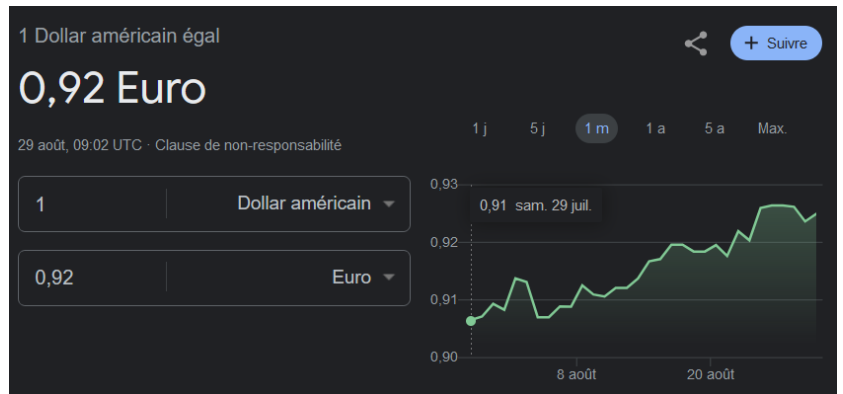 1 Dollar américain égal
0,92 Euro
29 août, 09:02 UTC · Clause de non-responsabilité
1 Dollar américain
0,92 Euro
Suivre
1 j 5 j 1 m 1 a 5 a Max.
0,93
0,91 sam. 29 juil.
0,92
0,91
0,90
8 août 20 août